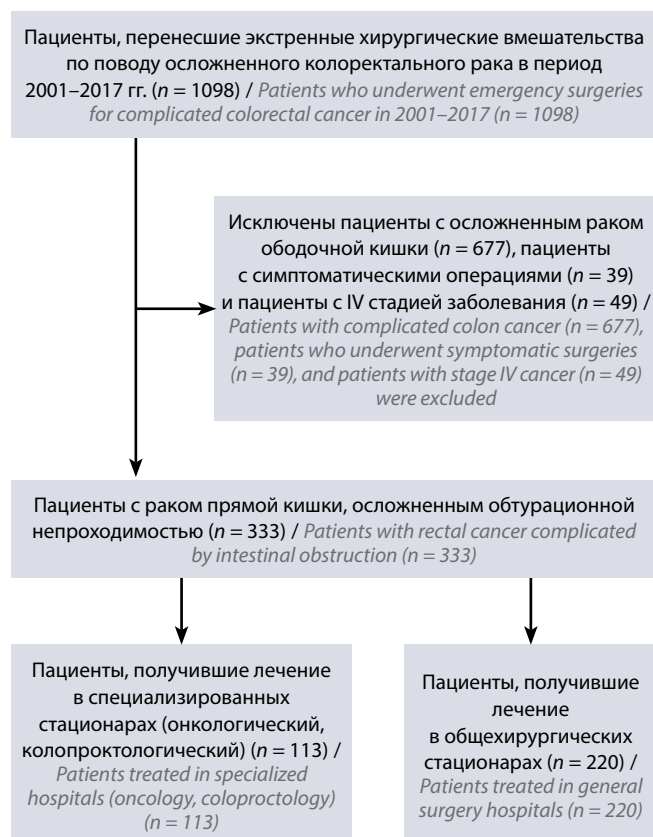 Пациенты, перенесшие экстренные хирургические вмешательства
по поводу осложненного колоректального рака в период
2001–2017 гг. (n = 1098) / Patients who underwent emergency surgeries
for complicated colorectal cancer in 2001–2017 (n = 1098)
Исключены пациенты с осложненным раком
ободочной кишки (n = 677), пациенты
с симптоматическими операциями (n = 39)
и пациенты с IV стадией заболевания (n = 49) /
Patients with complicated colon cancer (n = 677),
patients who underwent symptomatic surgeries
(n = 39), and patients with stage IV cancer (n = 49)
were excluded
Пациенты с раком прямой кишки, осложненным обтурационной
непроходимостью (n = 333) / Patients with rectal cancer complicated
by intestinal obstruction (n = 333)
Пациенты, получившие лечение
в специализированных
стационарах (онкологический,
колопроктологический) (n = 113) /
Patients treated in specialized
hospitals (oncology, coloproctology)
(n = 113)
Пациенты, получившие
лечение
в общехирургических
стационарах (n = 220) /
Patients treated in general
surgery hospitals (n = 220)